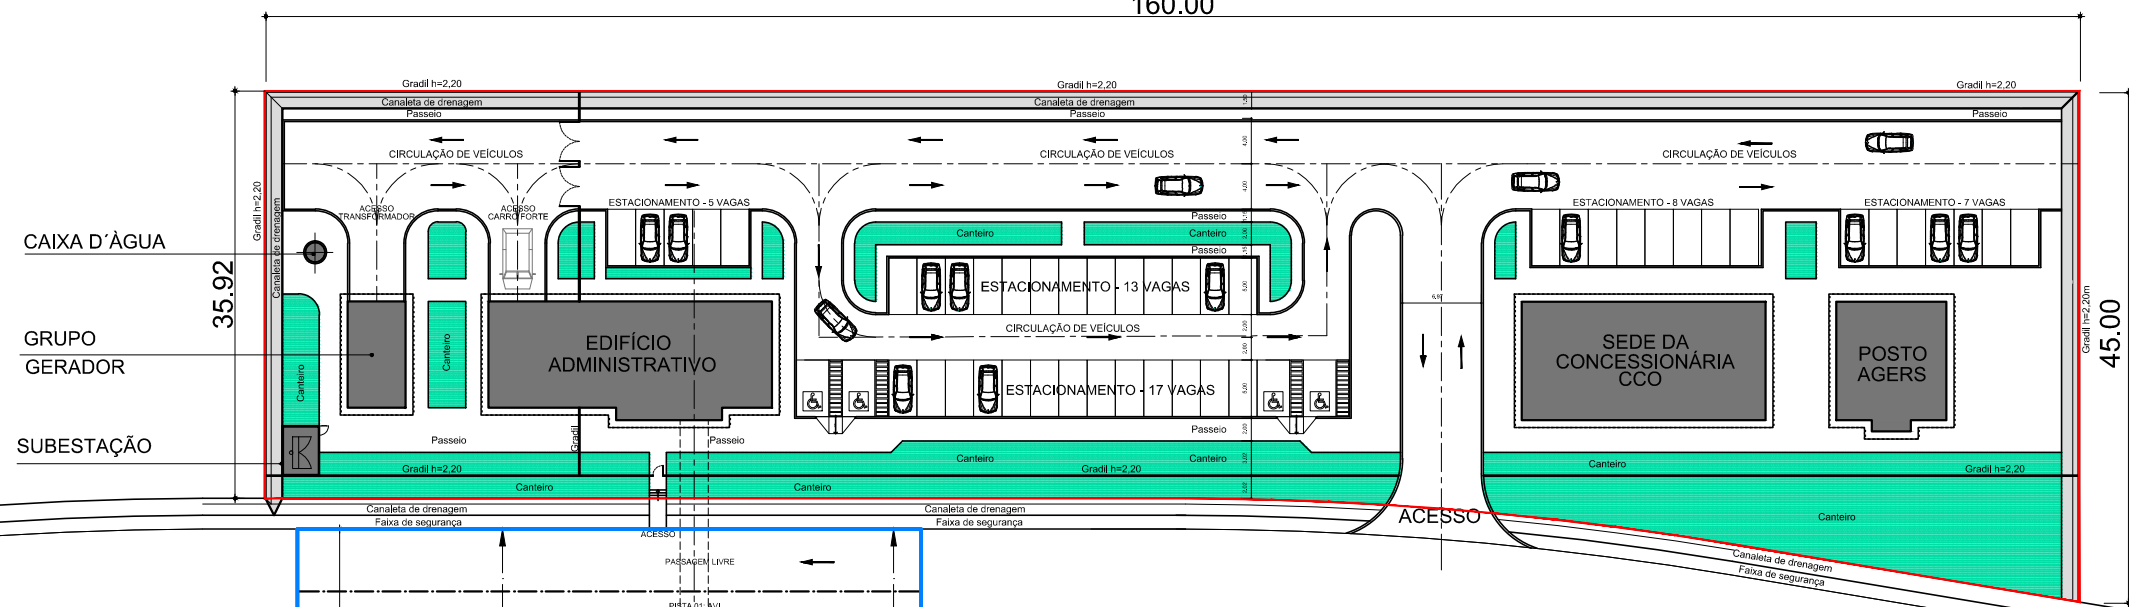 160.00
Gradil h=2,20
Gradil h=2,20
Gradil h=2,20
Canaleta de drenagem
Canaleta de drenagem
Passeio
Passeio
Passeio
CIRCULAÇÃO DE VEÍCULOS
CIRCULAÇÃO DE VEÍCULOS
CIRCULAÇÃO DE VEÍCULOS
ACESSO
TRANSFORMADOR
ACESSO
CARRO FORTE
ESTACIONAMENTO - 5 VAGAS
ESTACIONAMENTO - 8 VAGAS
ESTACIONAMENTO - 7 VAGAS
Passeio
Canteiro
Canteiro
Passeio
Gradil h=2,20
Canaleta de drenagem
35.92
CAIXA D´ÀGUA
GRUPO
GERADOR
SUBESTAÇÃO
Canteiro
Canteiro
EDIFÍCIO
ADMINISTRATIVO
ESTACIONAMENTO - 13 VAGAS
CIRCULAÇÃO DE VEÍCULOS
ESTACIONAMENTO - 17 VAGAS
SEDE DA
CONCESSIONÁRIA
CCO
POSTO
AGERS
Gradil h=2,20m
45.00
Passeio
Gradil
Passeio
Passeio
Canteiro
Canteiro
Canteiro
Gradil h=2,20
Gradil h=2,20
Gradil h=2,20
Canteiro
Canteiro
Canteiro
Canaleta de drenagem
Canaleta de drenagem
Faixa de segurança
Faixa de segurança
ACESSO
ACESSO
Canaleta de drenagem
Faixa de segurança
PASSAGEM LIVRE
PISTA 01: AVI